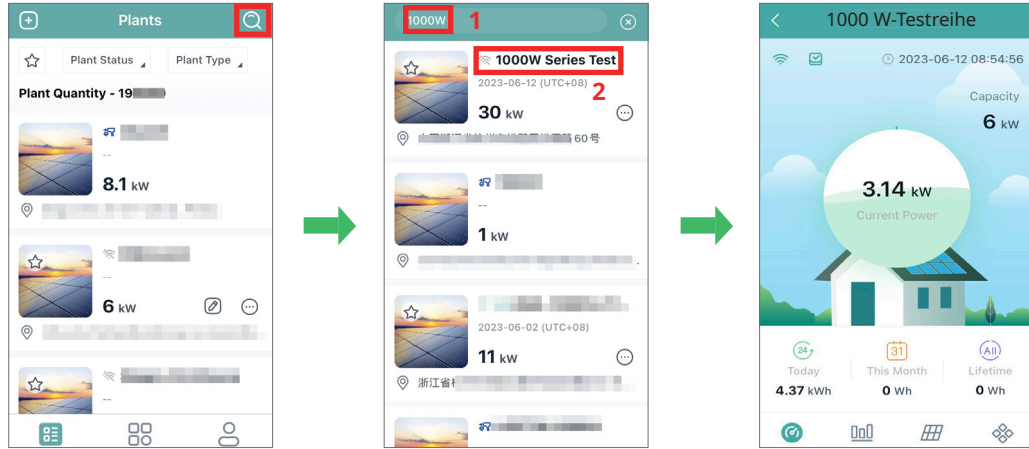 Plants
Plant Status
Plant Type
Plant Quantity - 19
--
8.1 kW
--
6 kW
--
1000W
1
1000W Series Test
2023-06-12 (UTC+08)
2
30 kW
60号
--
1 kW
2023-06-02 (UTC+08)
11 kW
浙江省
1000 W-Testreihe
2023-06-12 08:54:56
Capacity
6 kW
3.14 kW
Current Power
24
31
All
Today
This Month
Lifetime
4.37 kWh
0 Wh
0 Wh